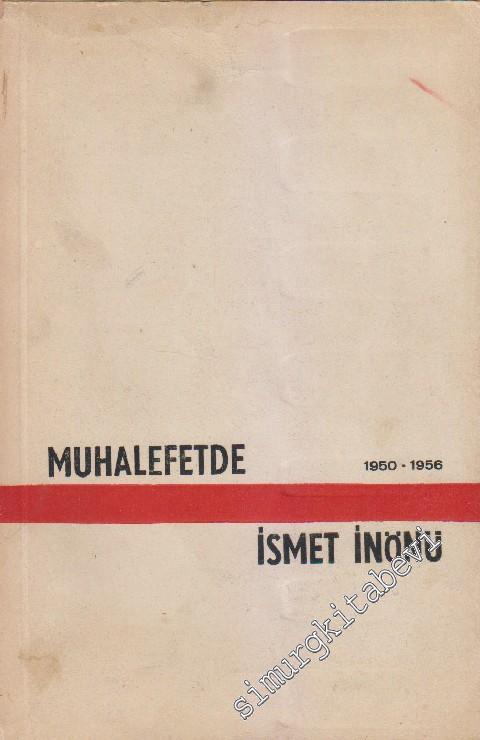 MUHALEFETDE
1950 - 1956
İSMET İNÖNÜ
simurgkitabevi